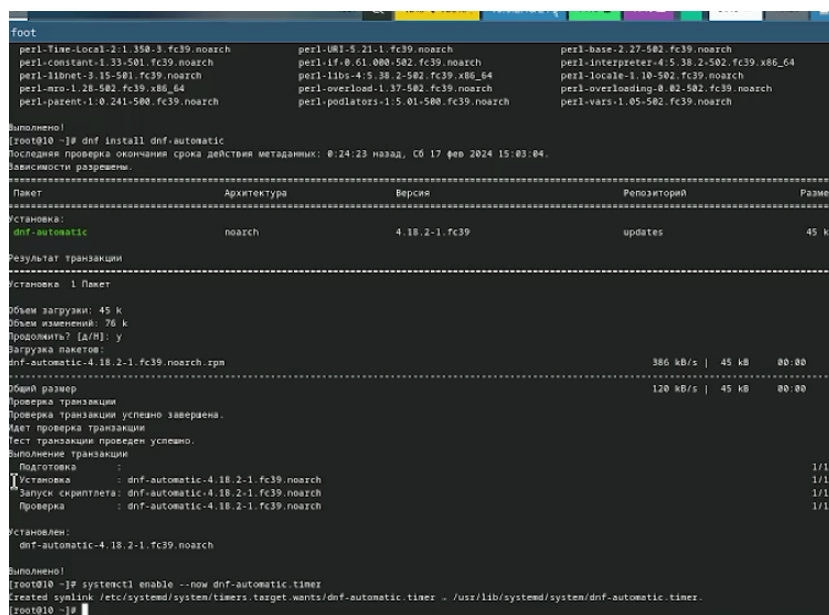 foot
perl-Time-Local-2:1.350-3.fc39.noarch perl-URI-5.21-1.fc39.noarch perl-base-2.27-502.fc39.noarch
perl-constant-1.33-501.fc39.noarch perl-if-0.61.000-502.fc39.noarch perl-interpreter-4:5.38.2-502.fc39.x86_64
perl-libnet-3.15-501.fc39.noarch perl-libs-4:5.38.2-502.fc39.x86_64 perl-locale-1.10-502.fc39.noarch
perl-mro-1.28-502.fc39.x86_64 perl-overload-1.37-502.fc39.noarch perl-overloading-0.02-502.fc39.noarch
perl-parent-1:0.241-500.fc39.noarch perl-podlators-1:5.01-500.fc39.noarch perl-vars-1.05-502.fc39.noarch
Выполнено!
[root@10 ~]# dnf install dnf-automatic
Последняя проверка окончания срока действия метаданных: 0:24:23 назад, Сб 17 фев 2024 15:03:04.
Зависимости разрешены.
Пакет Архитектура Версия Репозиторий Разме
Установка:
dnf-automatic noarch 4.18.2-1.fc39 updates 45 k
Результат транзакции
Установка 1 Пакет
Объем загрузки: 45 k
Объем изменений: 76 k
Продолжить? [д/Н]: y
Загрузка пакетов:
dnf-automatic-4.18.2-1.fc39.noarch.rpm 386 kB/s | 45 kB 00:00
Общий размер 120 kB/s | 45 kB 00:00
Проверка транзакции
Проверка транзакции успешно завершена.
Идет проверка транзакции
Тест транзакции проведен успешно.
Выполнение транзакции
Подготовка : 1/1
Установка : dnf-automatic-4.18.2-1.fc39.noarch 1/1
Запуск скриптлета: dnf-automatic-4.18.2-1.fc39.noarch 1/1
Проверка : dnf-automatic-4.18.2-1.fc39.noarch 1/1
Установлен:
dnf-automatic-4.18.2-1.fc39.noarch
Выполнено!
[root@10 ~]# systemctl enable --now dnf-automatic.timer
Created symlink /etc/systemd/system/timers.target.wants/dnf-automatic.timer → /usr/lib/systemd/system/dnf-automatic.timer.
[root@10 ~]#